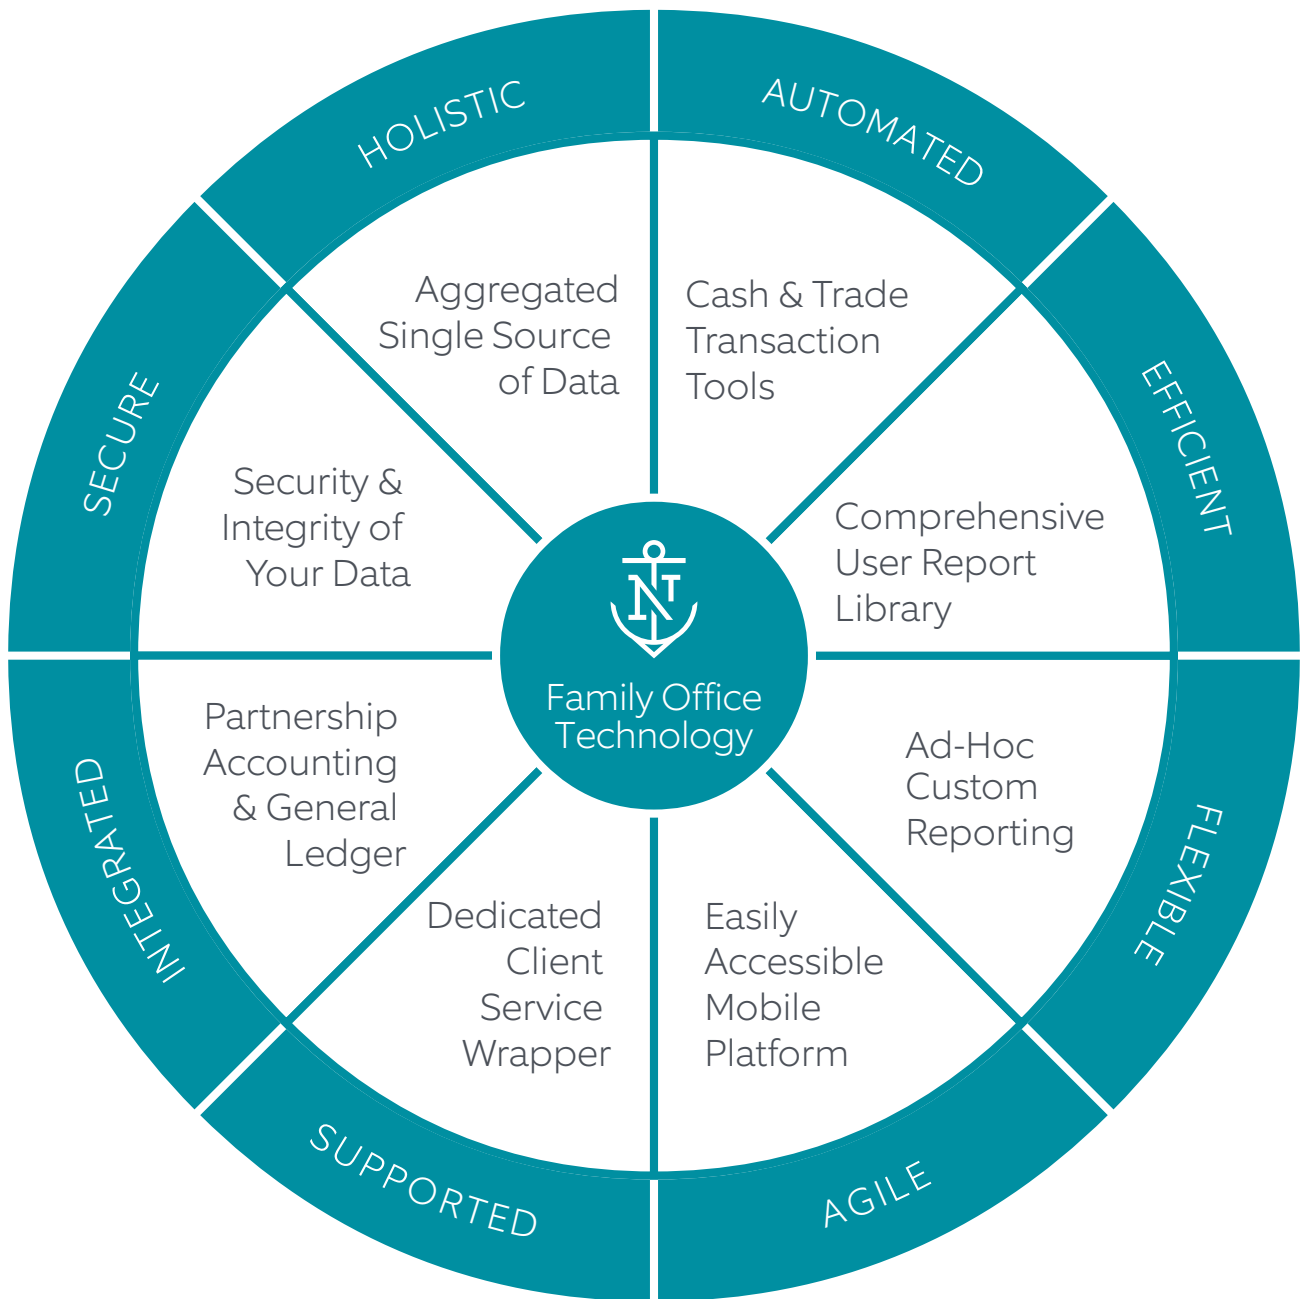 HOLISTIC
AUTOMATED
EFFICIENT
FLEXIBLE
AGILE
SUPPORTED
INTEGRATED
SECURE
Aggregated
Single Source
of Data
Cash & Trade
Transaction
Tools
Comprehensive
User Report
Library
Ad-Hoc
Custom
Reporting
Easily
Accessible
Mobile
Platform
Dedicated
Client
Service
Wrapper
Partnership
Accounting
& General
Ledger
Security &
Integrity of
Your Data
NT
Family Office
Technology